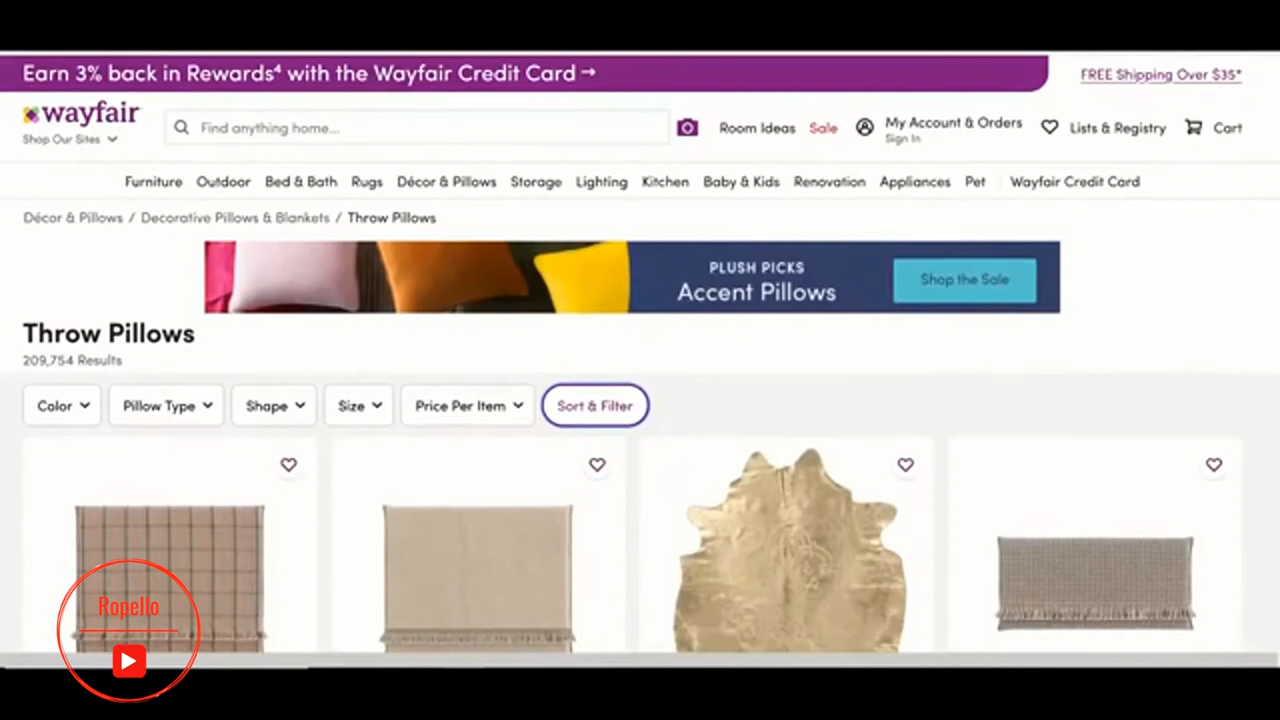 Earn 3% back in Rewards⁴ with the Wayfair Credit Card →
FREE Shipping Over $35*
wayfair
Shop Our Sites
Find anything home...
Room Ideas
Sale
My Account & Orders
Sign In
Lists & Registry
Cart
Furniture Outdoor Bed & Bath Rugs Décor & Pillows Storage Lighting Kitchen Baby & Kids Renovation Appliances Pet Wayfair Credit Card
Décor & Pillows / Decorative Pillows & Blankets / Throw Pillows
PLUSH PICKS
Accent Pillows
Shop the Sale
Throw Pillows
209,754 Results
Color Pillow Type Shape Size Price Per Item Sort & Filter
Ropello